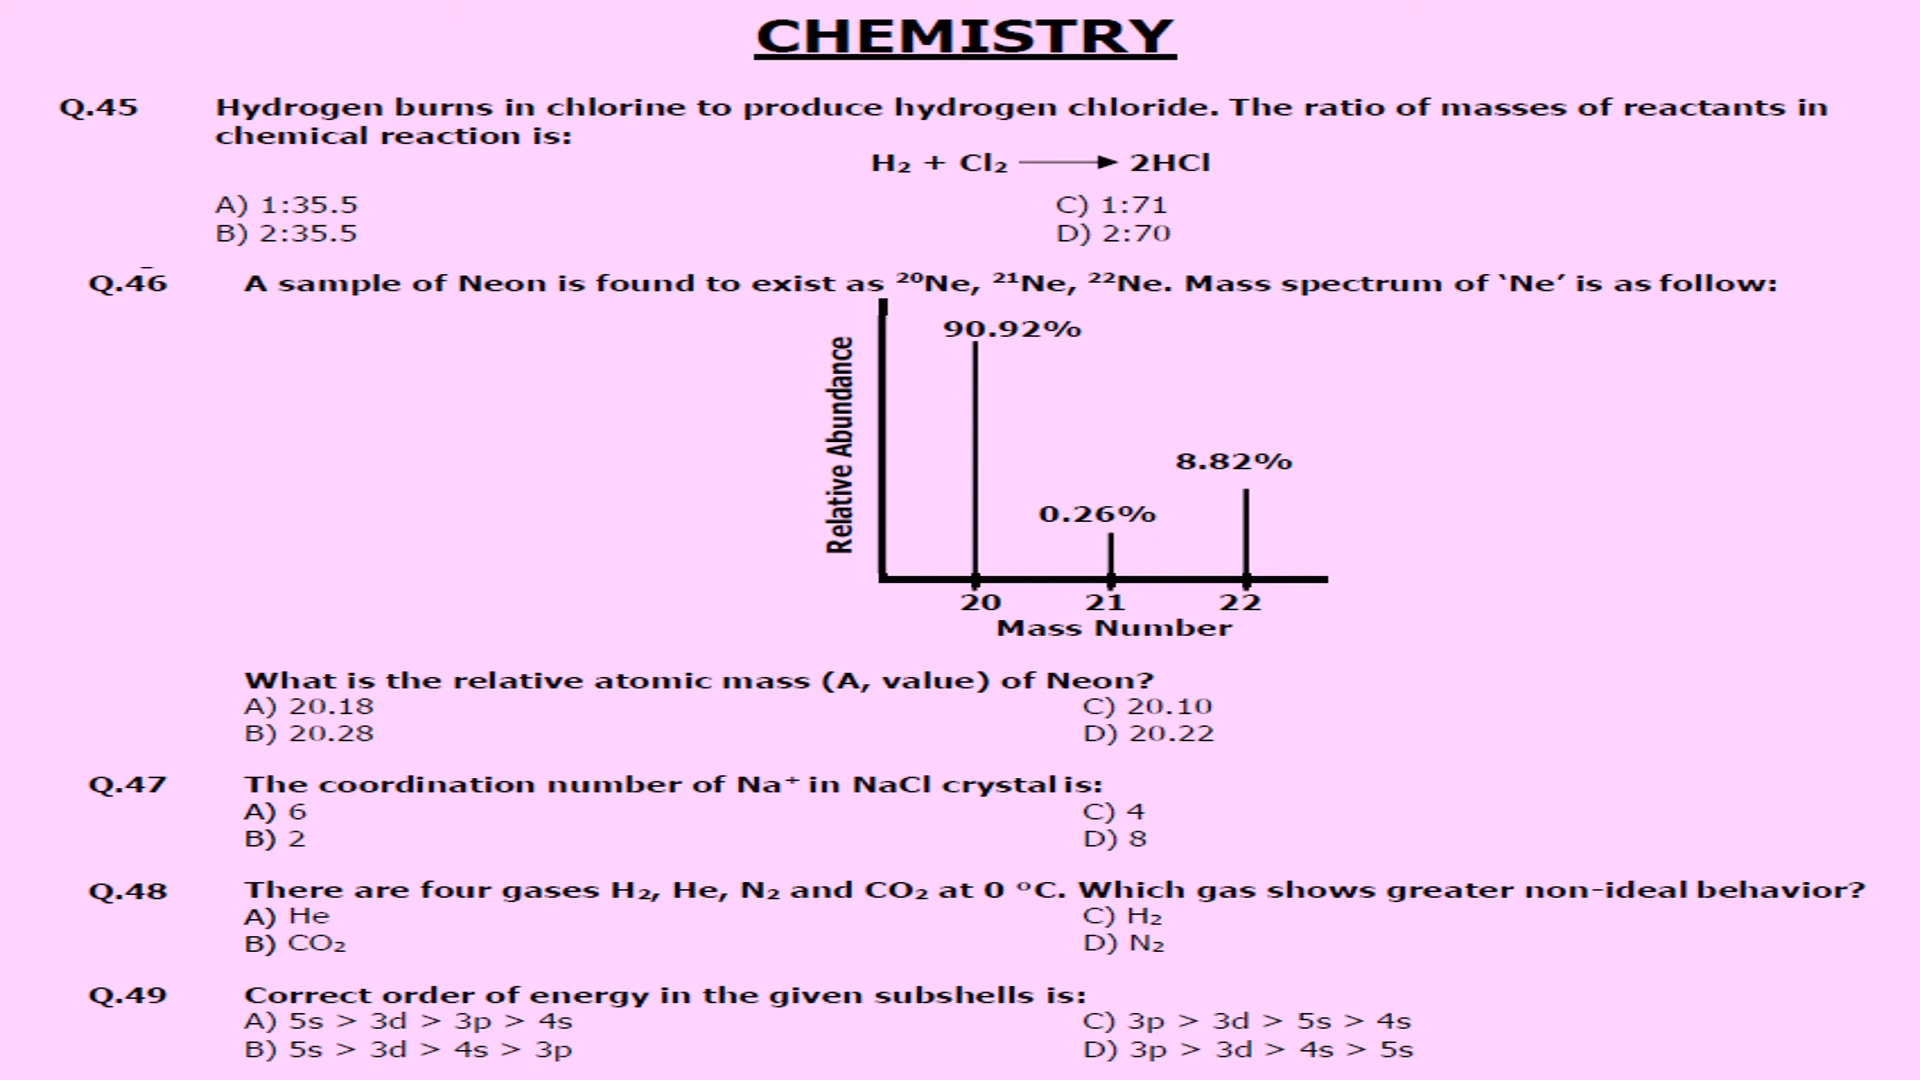 CHEMISTRY
Q.45 Hydrogen burns in chlorine to produce hydrogen chloride. The ratio of masses of reactants in
chemical reaction is:
H₂ + Cl₂ ⟶ 2HCl
A) 1:35.5 C) 1:71
B) 2:35.5 D) 2:70
Q.46 A sample of Neon is found to exist as ²⁰Ne, ²¹Ne, ²²Ne. Mass spectrum of ‘Ne’ is as follow:
90.92%
Relative Abundance
8.82%
0.26%
20 21 22
Mass Number
What is the relative atomic mass (A, value) of Neon?
A) 20.18 C) 20.10
B) 20.28 D) 20.22
Q.47 The coordination number of Na⁺ in NaCl crystal is:
A) 6 C) 4
B) 2 D) 8
Q.48 There are four gases H₂, He, N₂ and CO₂ at 0 °C. Which gas shows greater non-ideal behavior?
A) He C) H₂
B) CO₂ D) N₂
Q.49 Correct order of energy in the given subshells is:
A) 5s > 3d > 3p > 4s C) 3p > 3d > 5s > 4s
B) 5s > 3d > 4s > 3p D) 3p > 3d > 4s > 5s